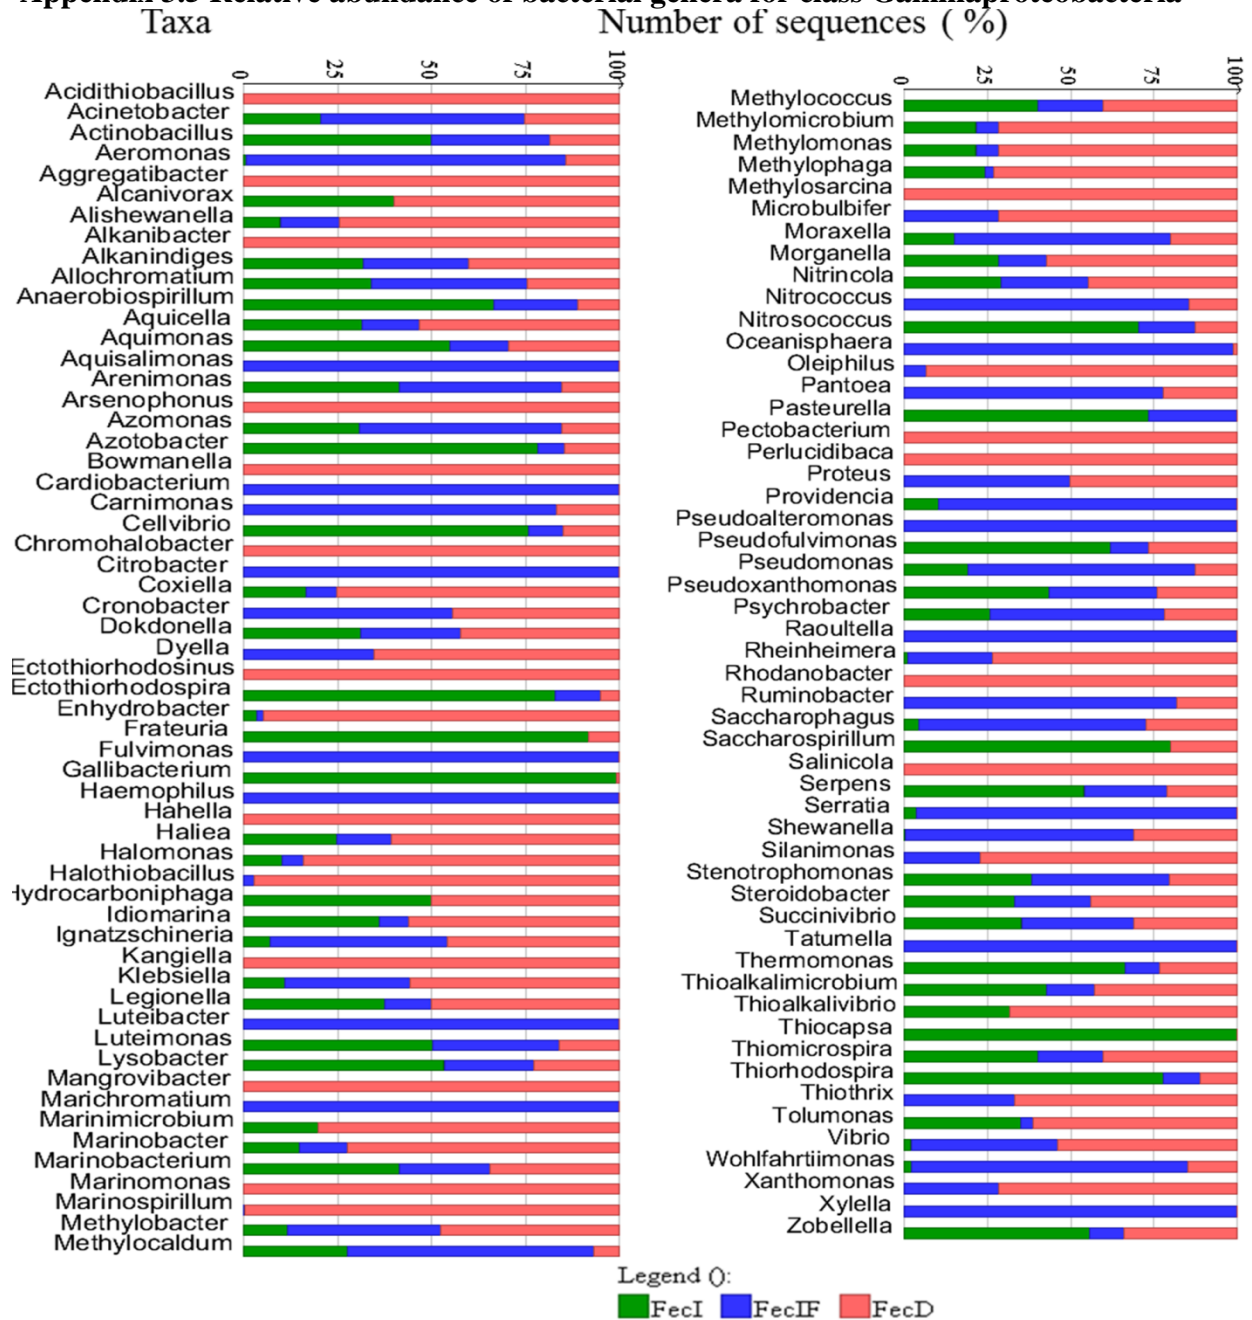 Appendix 3.3 Relative abundance of bacterial genera for class Gammaproteobacteria
Taxa
Number of sequences ( %)
0 25 50 75 100
Acidithiobacillus
Acinetobacter
Actinobacillus
Aeromonas
Aggregatibacter
Alcanivorax
Alishewanella
Alkanibacter
Alkanindiges
Allochromatium
Anaerobiospirillum
Aquicella
Aquimonas
Aquisalimonas
Arenimonas
Arsenophonus
Azomonas
Azotobacter
Bowmanella
Cardiobacterium
Carnimonas
Cellvibrio
Chromohalobacter
Citrobacter
Coxiella
Cronobacter
Dokdonella
Dyella
Ectothiorhodosinus
Ectothiorhodospira
Enhydrobacter
Frateuria
Fulvimonas
Gallibacterium
Haemophilus
Hahella
Haliea
Halomonas
Halothiobacillus
Hydrocarboniphaga
Idiomarina
Ignatzschineria
Kangiella
Klebsiella
Legionella
Luteibacter
Luteimonas
Lysobacter
Mangrovibacter
Marichromatium
Marinimicrobium
Marinobacter
Marinobacterium
Marinomonas
Marinospirillum
Methylobacter
Methylocaldum
0 25 50 75 100
Methylococcus
Methylomicrobium
Methylomonas
Methylophaga
Methylosarcina
Microbulbifer
Moraxella
Morganella
Nitrincola
Nitrococcus
Nitrosococcus
Oceanisphaera
Oleiphilus
Pantoea
Pasteurella
Pectobacterium
Perlucidibaca
Proteus
Providencia
Pseudoalteromonas
Pseudofulvimonas
Pseudomonas
Pseudoxanthomonas
Psychrobacter
Raoultella
Rheinheimera
Rhodanobacter
Ruminobacter
Saccharophagus
Saccharospirillum
Salinicola
Serpens
Serratia
Shewanella
Silanimonas
Stenotrophomonas
Steroidobacter
Succinivibrio
Tatumella
Thermomonas
Thioalkalimicrobium
Thioalkalivibrio
Thiocapsa
Thiomicrospira
Thiorhodospira
Thiothrix
Tolumonas
Vibrio
Wohlfahrtiimonas
Xanthomonas
Xylella
Zobellella
Legend ():
FecI FecIF FecD